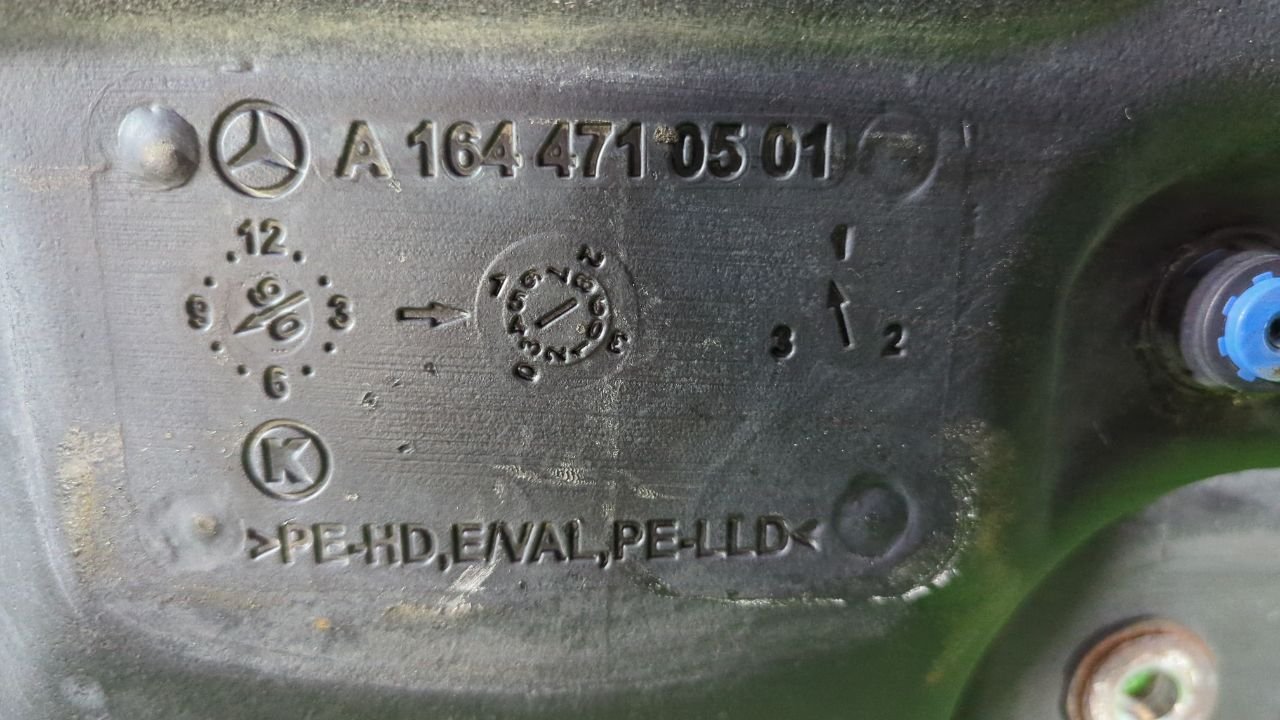 A 164 471 05 01
12
9 3
6
1
3 2
K
>PE-HD,E/VAL,PE-LLD<